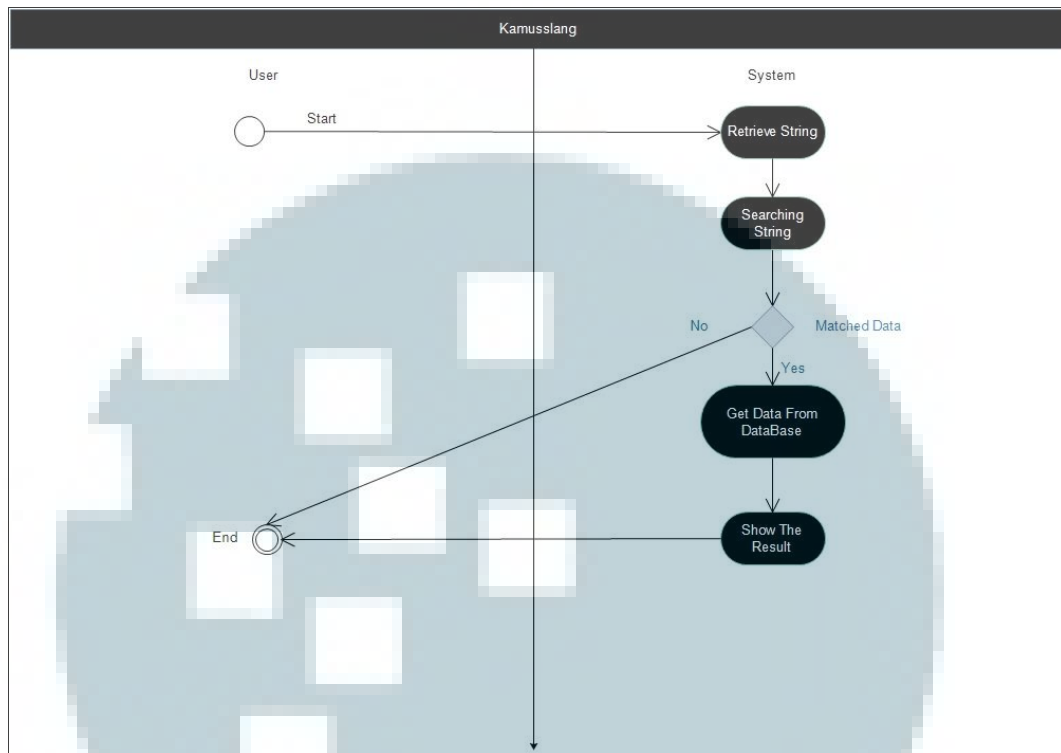 Kamusslang
User
System
Start
Retrieve String
Searching
String
No
Matched Data
Yes
Get Data From
DataBase
End
Show The
Result